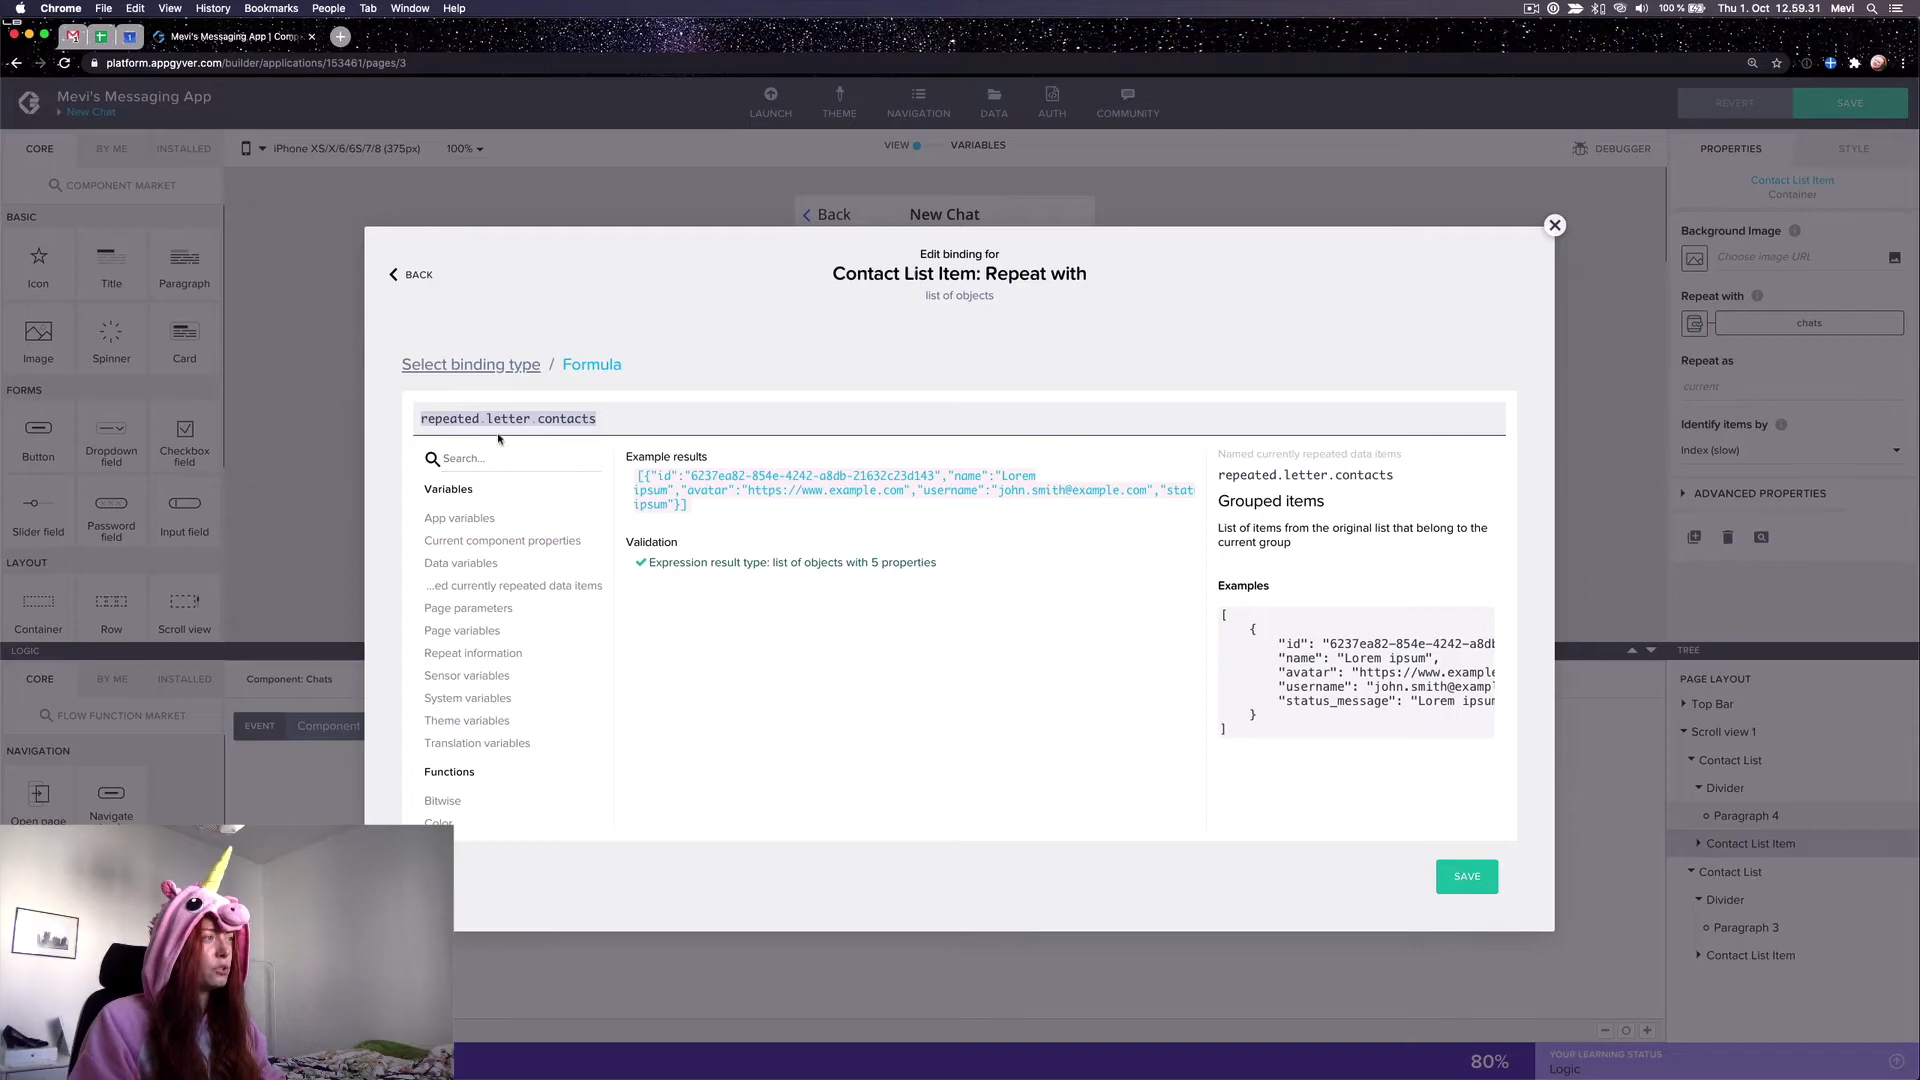 Chrome File Edit View History Bookmarks People Tab Window Help
100 % Thu 1. Oct 12.59.31 Mevi
Mevi's Messaging App | Comp
platform.appgyver.com/builder/applications/153461/pages/3
Mevi's Messaging App
New Chat
LAUNCH THEME NAVIGATION DATA AUTH COMMUNITY
REVERT SAVE
CORE BY ME INSTALLED
iPhone XS/X/6/6S/7/8 (375px) 100%
VIEW VARIABLES
DEBUGGER
PROPERTIES STYLE
COMPONENT MARKET
BASIC
Icon Title Paragraph
Image Spinner Card
FORMS
Button Dropdown field Checkbox field
Slider field Password field Input field
LAYOUT
Container Row Scroll view
Back New Chat
BACK
Edit binding for
Contact List Item: Repeat with
list of objects
Select binding type / Formula
repeated.letter.contacts
Search...
Variables
App variables
Current component properties
Data variables
...ed currently repeated data items
Page parameters
Page variables
Repeat information
Sensor variables
System variables
Theme variables
Translation variables
Functions
Bitwise
Color
Example results
[{"id":"6237ea82-854e-4242-a8db-21632c23d143","name":"Lorem
ipsum","avatar":"https://www.example.com","username":"john.smith@example.com","stat
ipsum"}]
Validation
Expression result type: list of objects with 5 properties
Named currently repeated data items
repeated.letter.contacts
Grouped items
List of items from the original list that belong to the
current group
Examples
[
{
"id": "6237ea82-854e-4242-a8db
"name": "Lorem ipsum",
"avatar": "https://www.example
"username": "john.smith@exampl
"status_message": "Lorem ipsum
}
]
SAVE
Contact List Item
Container
Background Image
Choose image URL
Repeat with
chats
Repeat as
current
Identify items by
Index (slow)
ADVANCED PROPERTIES
LOGIC
CORE BY ME INSTALLED
Component: Chats
FLOW FUNCTION MARKET
EVENT Component
NAVIGATION
Open page Navigate
TREE
PAGE LAYOUT
Top Bar
Scroll view 1
Contact List
Divider
Paragraph 4
Contact List Item
Contact List
Divider
Paragraph 3
Contact List Item
80%
YOUR LEARNING STATUS
Logic